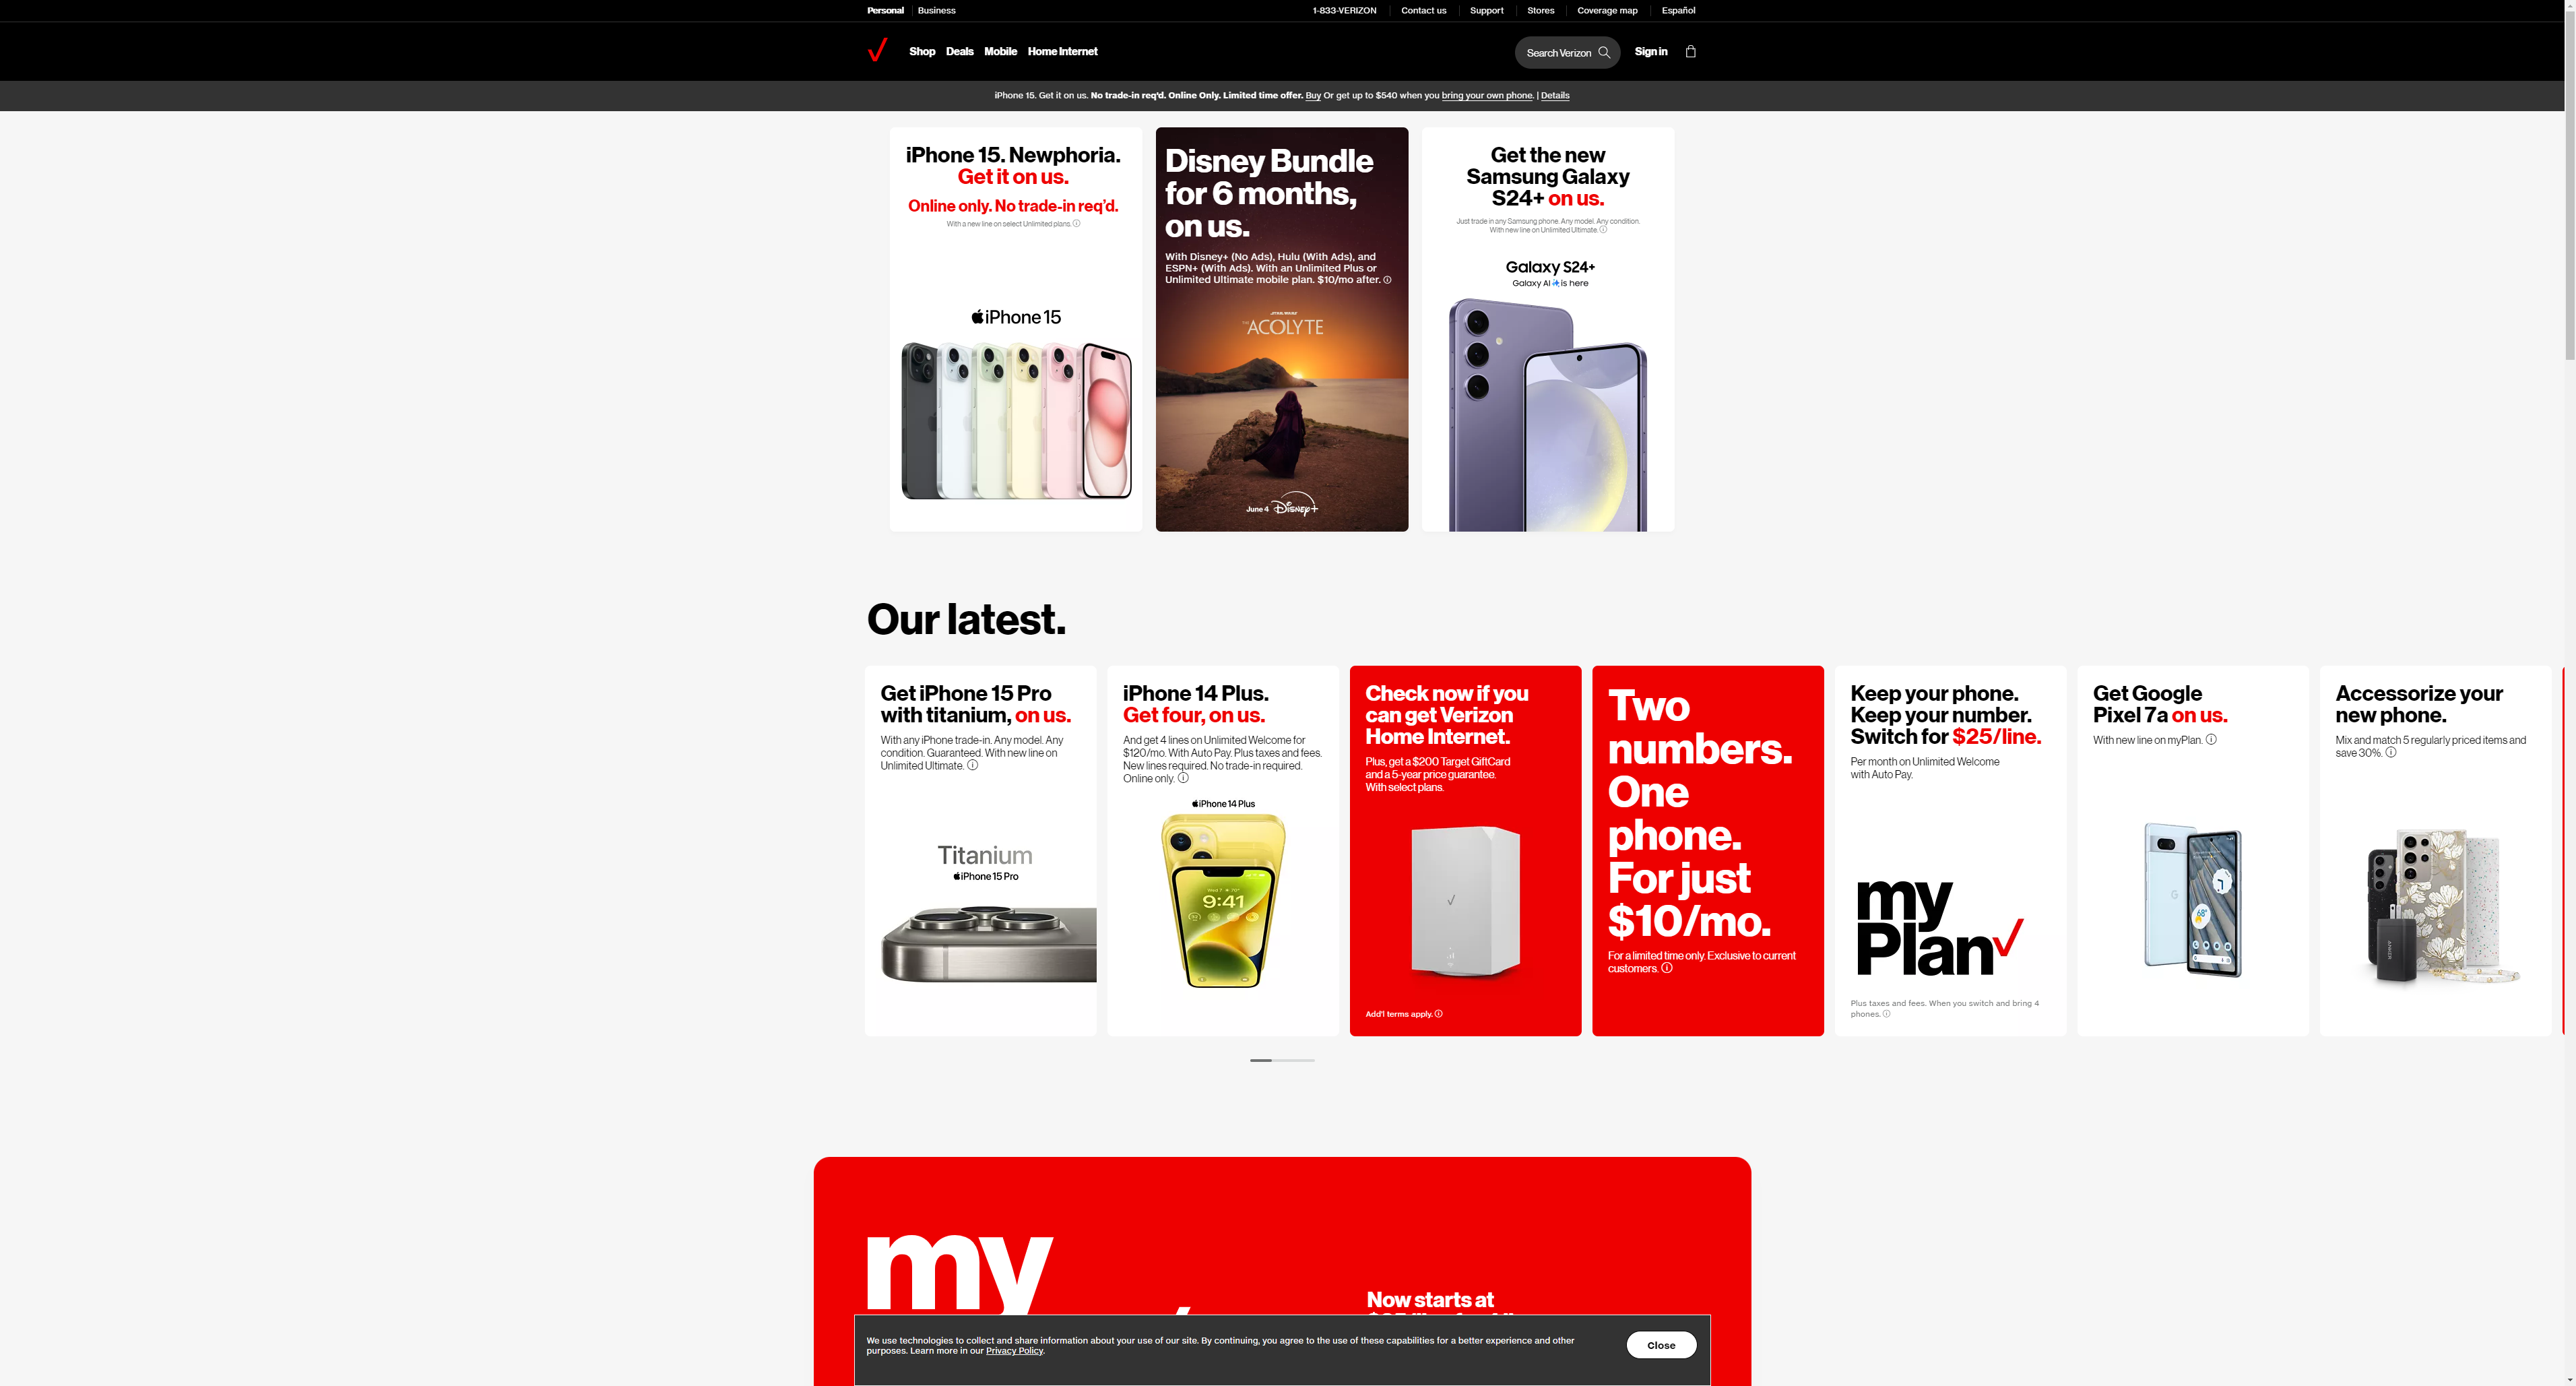 Personal
Business
1-833-VERIZON
Contact us
Support
Stores
Coverage map
Español
Shop
Deals
Mobile
Home Internet
Search Verizon
Sign in
iPhone 15. Get it on us. No trade-in req'd. Online Only. Limited time offer. Buy Or get up to $540 when you bring your own phone. | Details
iPhone 15. Newphoria.
Get it on us.
Online only. No trade-in req'd.
With a new line on select Unlimited plans.
iPhone 15
Disney Bundle
for 6 months,
on us.
With Disney+ (No Ads), Hulu (With Ads), and
ESPN+ (With Ads). With an Unlimited Plus or
Unlimited Ultimate mobile plan. $10/mo after.
STAR WARS
THE ACOLYTE
June 4 Disney+
Get the new
Samsung Galaxy
S24+ on us.
Just trade in any Samsung phone. Any model. Any condition.
With new line on Unlimited Ultimate.
Galaxy S24+
Galaxy AI is here
Our latest.
Get iPhone 15 Pro
with titanium, on us.
With any iPhone trade-in. Any model. Any
condition. Guaranteed. With new line on
Unlimited Ultimate.
Titanium
iPhone 15 Pro
iPhone 14 Plus.
Get four, on us.
And get 4 lines on Unlimited Welcome for
$120/mo. With Auto Pay. Plus taxes and fees.
New lines required. No trade-in required.
Online only.
iPhone 14 Plus
9:41
Check now if you
can get Verizon
Home Internet.
Plus, get a $200 Target GiftCard
and a 5-year price guarantee.
With select plans.
Add'l terms apply.
Two
numbers.
One
phone.
For just
$10/mo.
For a limited time only. Exclusive to current
customers.
Keep your phone.
Keep your number.
Switch for $25/line.
Per month on Unlimited Welcome
with Auto Pay.
my
Plan
Plus taxes and fees. When you switch and bring 4
phones.
Get Google
Pixel 7a on us.
With new line on myPlan.
68°
Accessorize your
new phone.
Mix and match 5 regularly priced items and
save 30%.
ANKER
my
Now starts at
We use technologies to collect and share information about your use of our site. By continuing, you agree to the use of these capabilities for a better experience and other
purposes. Learn more in our Privacy Policy.
Close